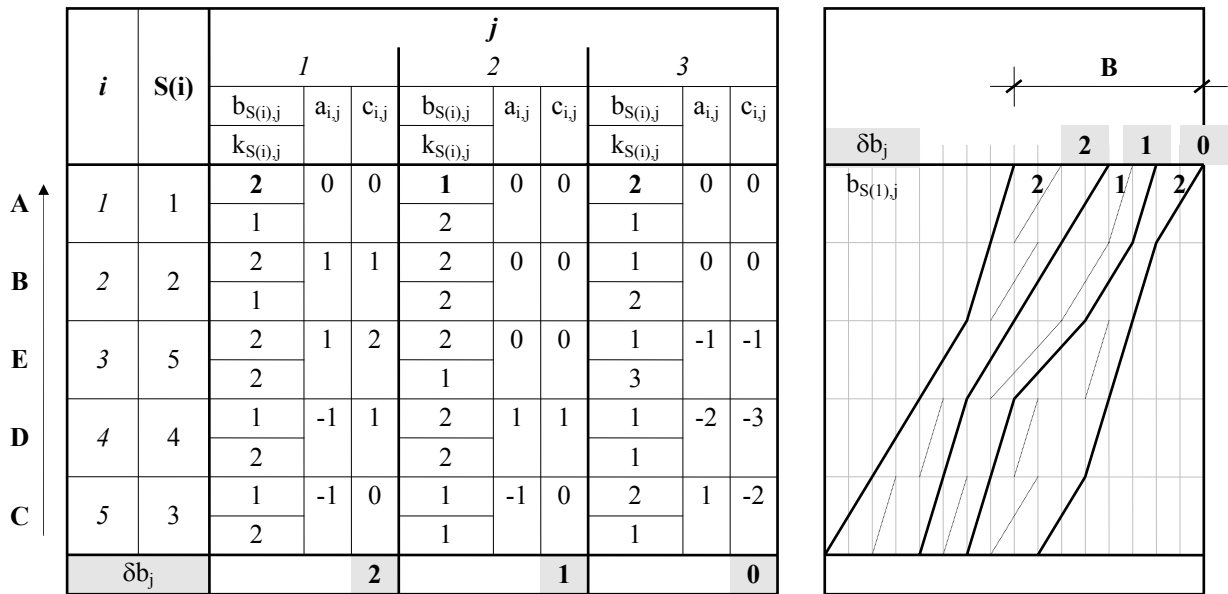 j
i S(i) 1 2 3
b_{S(i),j} a_{i,j} c_{i,j} b_{S(i),j} a_{i,j} c_{i,j} b_{S(i),j} a_{i,j} c_{i,j}
k_{S(i),j} k_{S(i),j} k_{S(i),j}
A 1 1 2 0 0 1 0 0 2 0 0
1 2 1
B 2 2 2 1 1 2 0 0 1 0 0
1 2 2
E 3 5 2 1 2 2 0 0 1 -1 -1
2 1 3
D 4 4 1 -1 1 2 1 1 1 -2 -3
2 2 1
C 5 3 1 -1 0 1 -1 0 2 1 -2
2 1 1
δb_j 2 1 0
B
δb_j 2 1 0
b_{S(1),j} 2 1 2